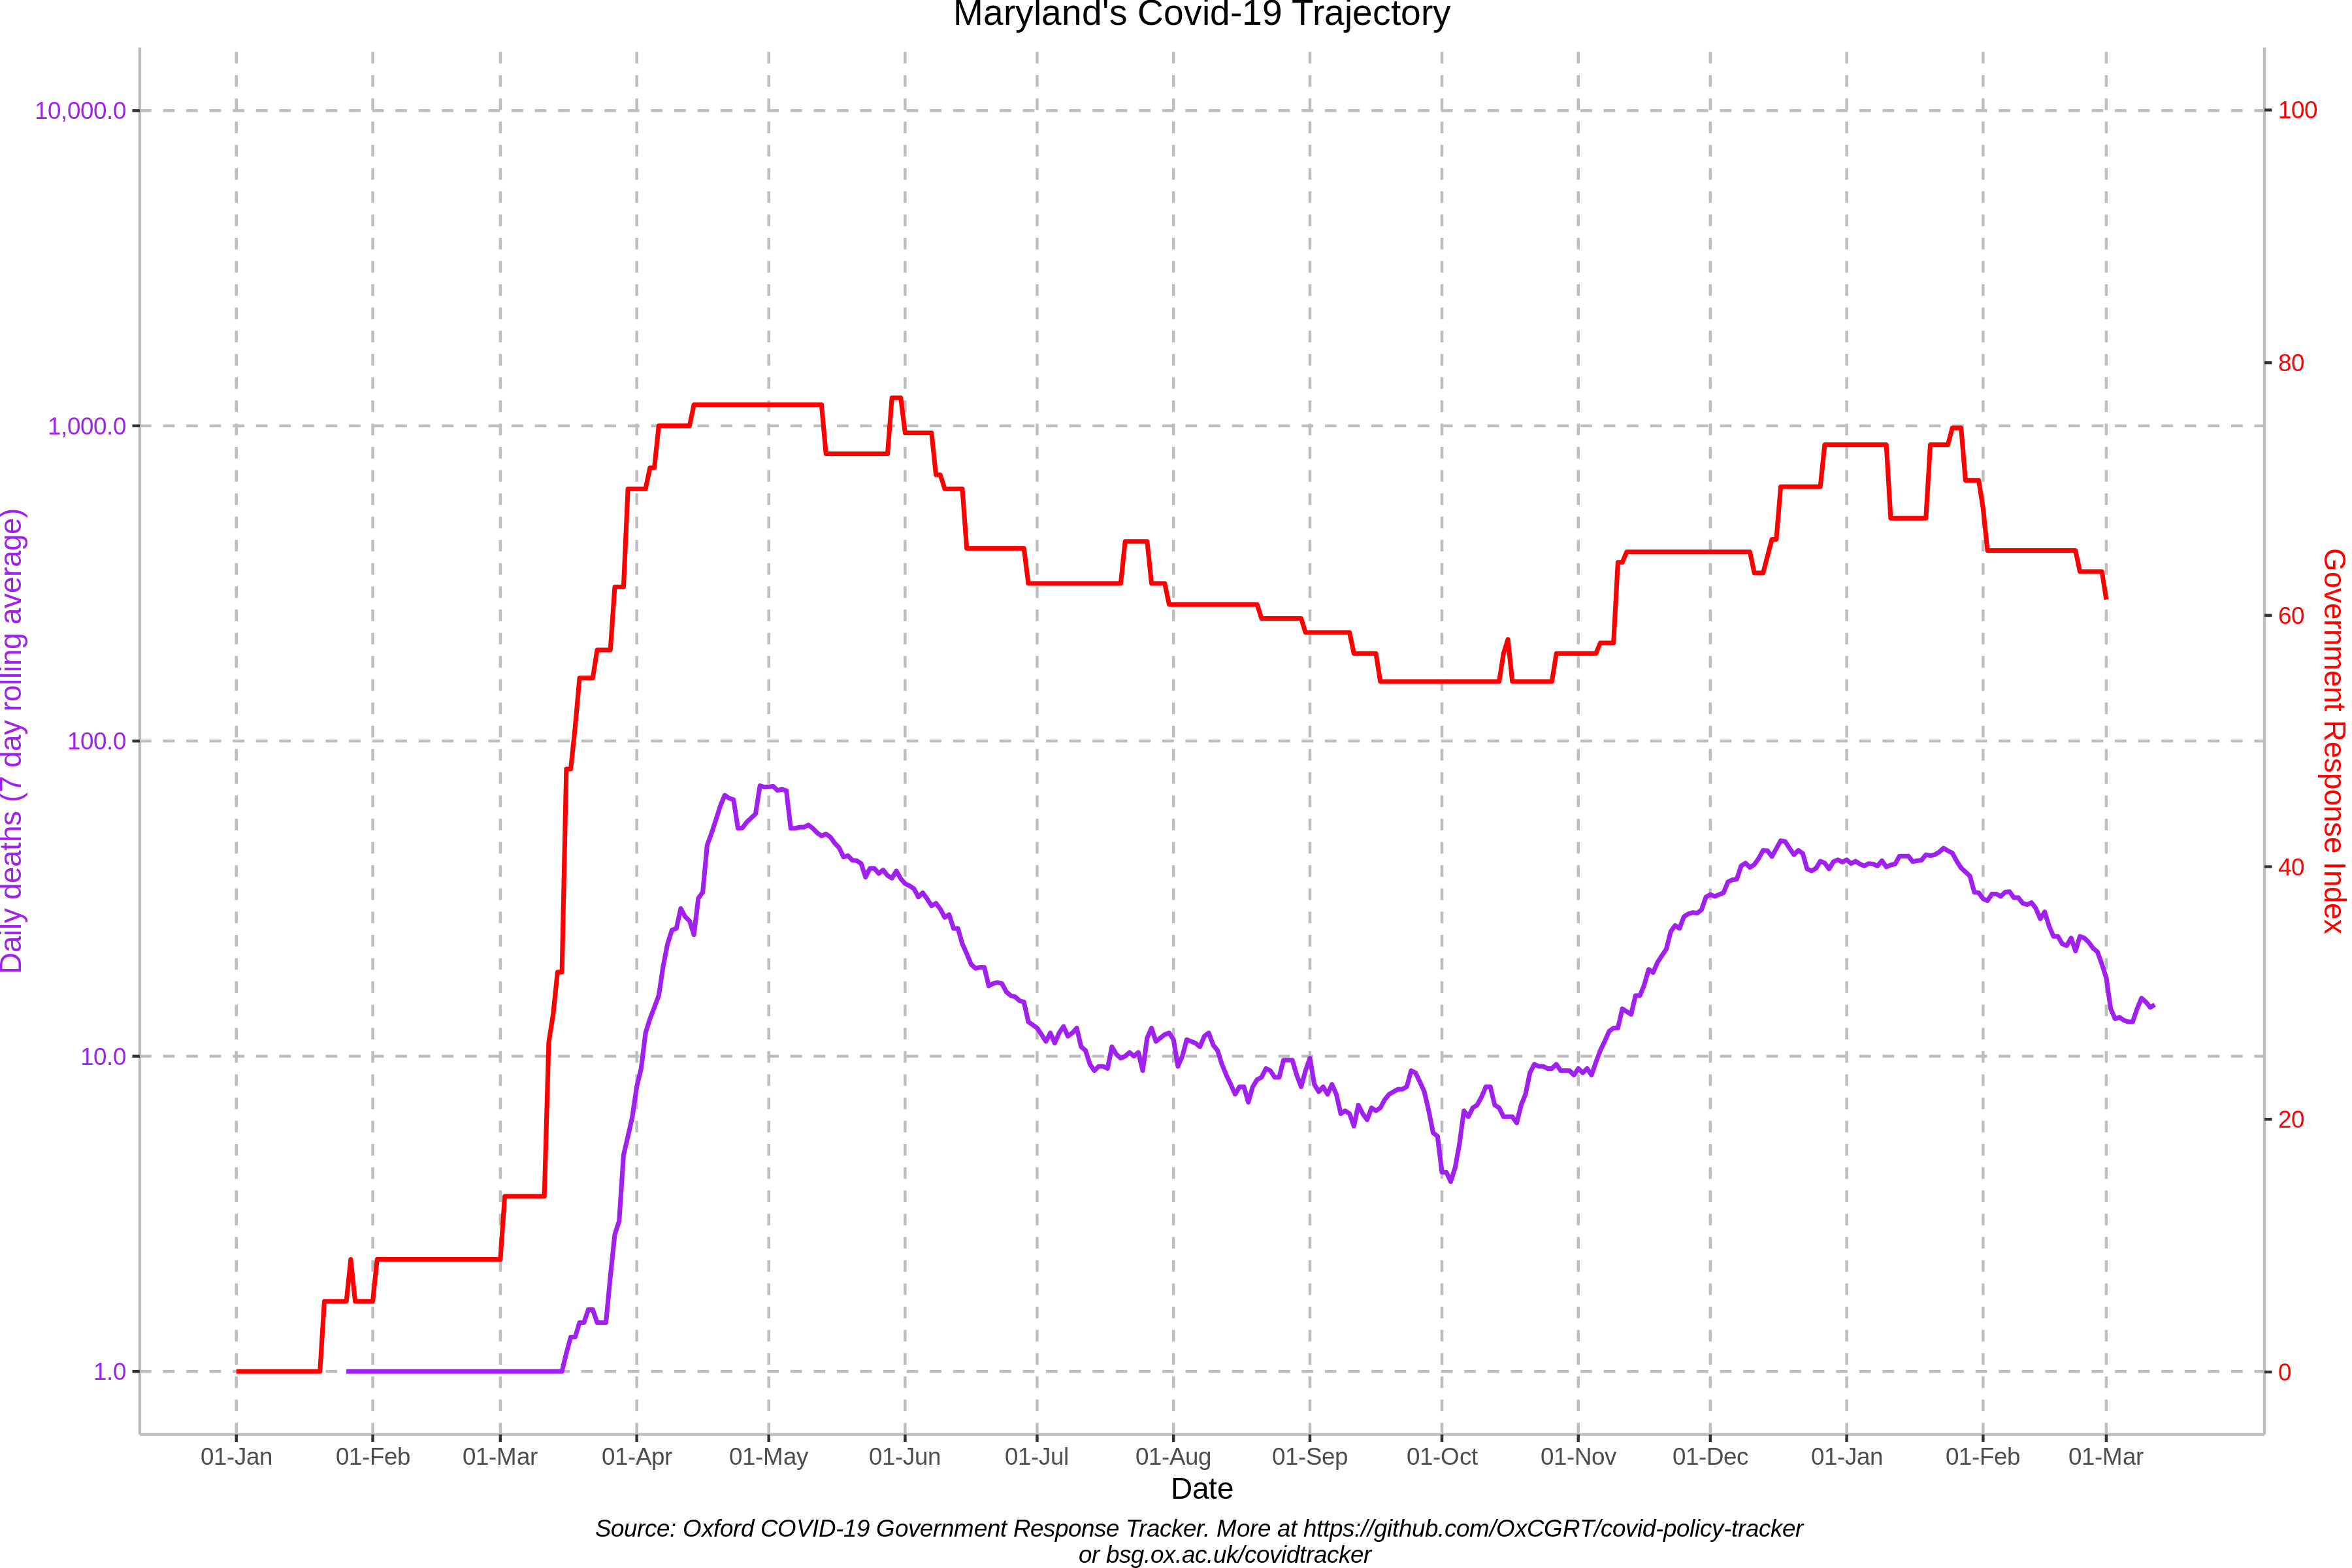 Maryland's Covid-19 Trajectory
10,000.0
1,000.0
100.0
10.0
1.0
Daily deaths (7 day rolling average)
100
80
60
40
20
0
Government Response Index
01-Jan 01-Feb 01-Mar 01-Apr 01-May 01-Jun 01-Jul 01-Aug 01-Sep 01-Oct 01-Nov 01-Dec 01-Jan 01-Feb 01-Mar
Date
Source: Oxford COVID-19 Government Response Tracker. More at https://github.com/OxCGRT/covid-policy-tracker
or bsg.ox.ac.uk/covidtracker